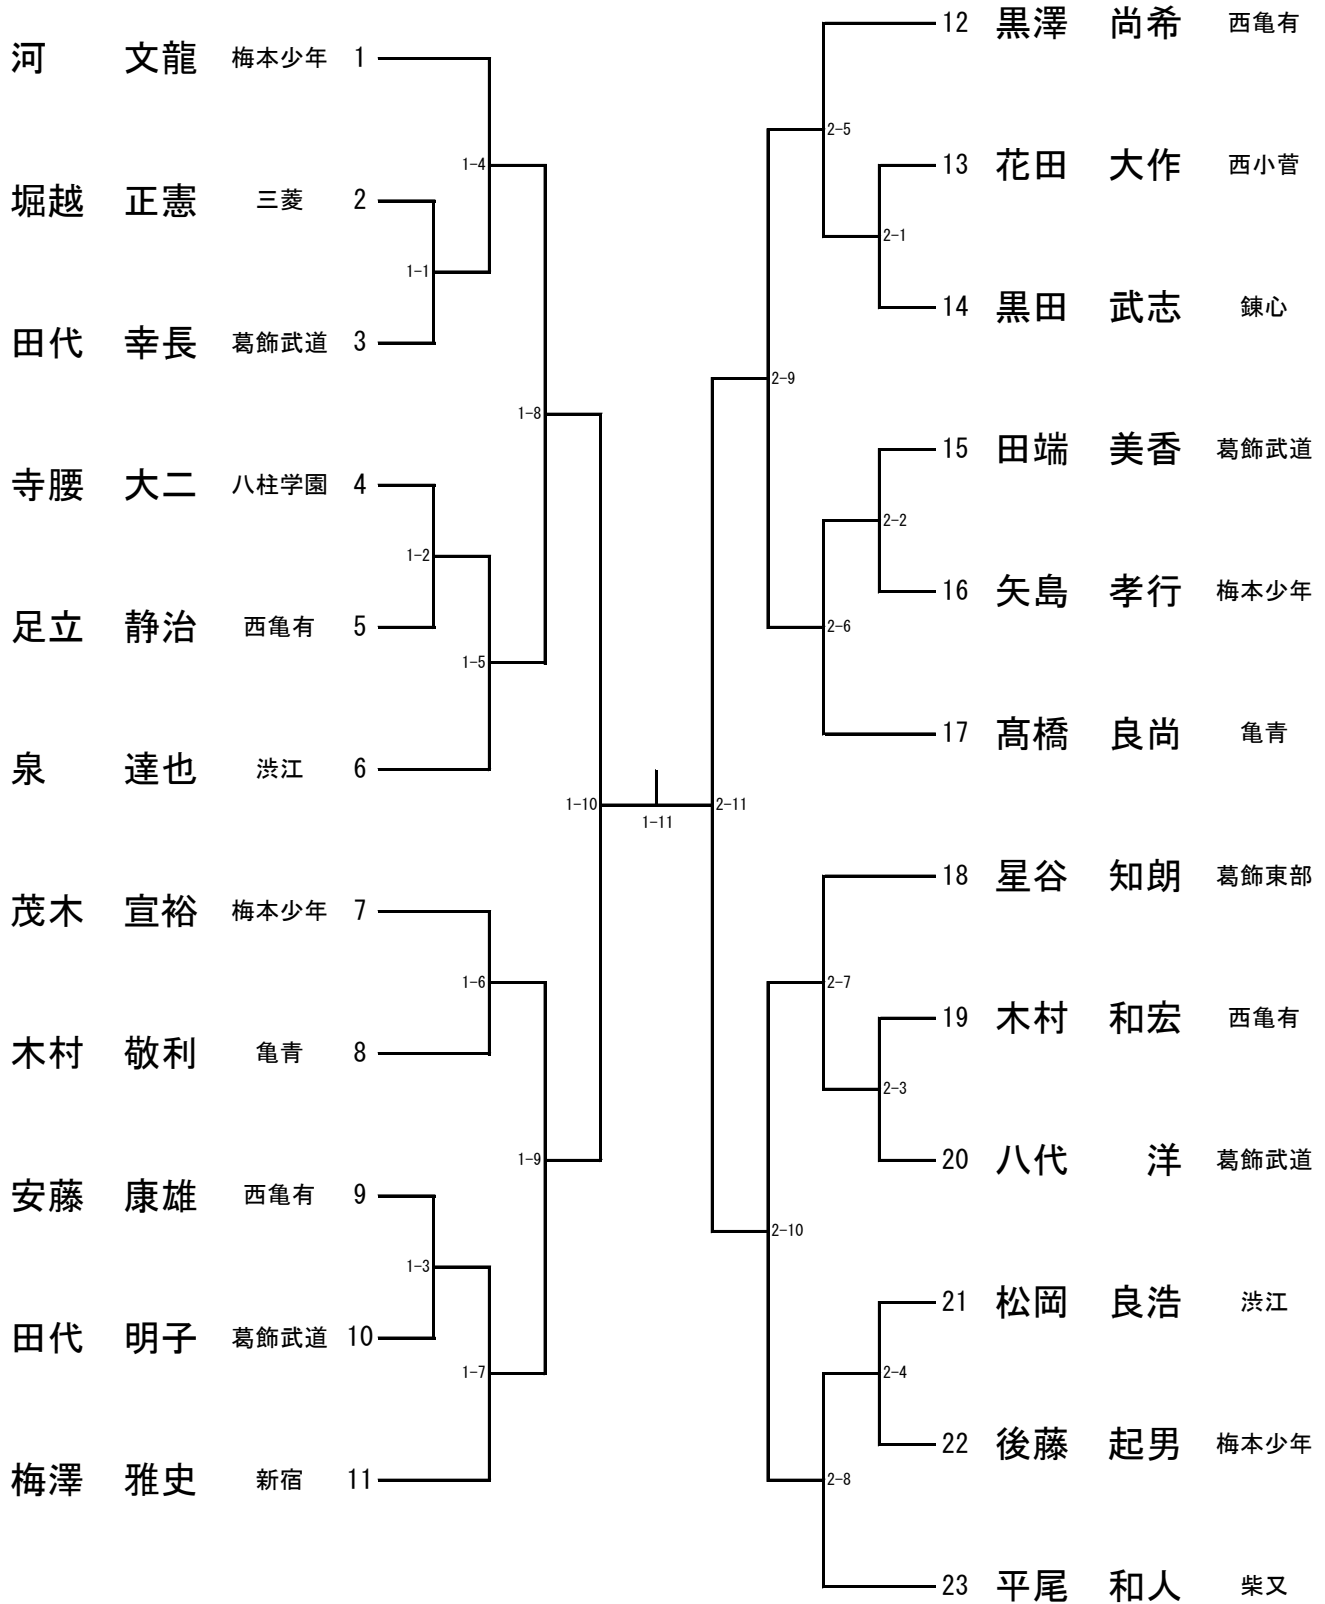 河　文龍 梅本少年 1
堀越 正憲 三菱 2
田代 幸長 葛飾武道 3
寺腰 大二 八柱学園 4
足立 静治 西亀有 5
泉　達也 渋江 6
茂木 宣裕 梅本少年 7
木村 敬利 亀青 8
安藤 康雄 西亀有 9
田代 明子 葛飾武道 10
梅澤 雅史 新宿 11
1-4
1-1
1-8
1-2
1-5
1-10
1-6
1-9
1-3
1-7
1-11
2-5
2-1
2-9
2-2
2-6
2-11
2-7
2-3
2-10
2-4
2-8
12 黒澤 尚希 西亀有
13 花田 大作 西小菅
14 黒田 武志 錬心
15 田端 美香 葛飾武道
16 矢島 孝行 梅本少年
17 髙橋 良尚 亀青
18 星谷 知朗 葛飾東部
19 木村 和宏 西亀有
20 八代　洋 葛飾武道
21 松岡 良浩 渋江
22 後藤 起男 梅本少年
23 平尾 和人 柴又